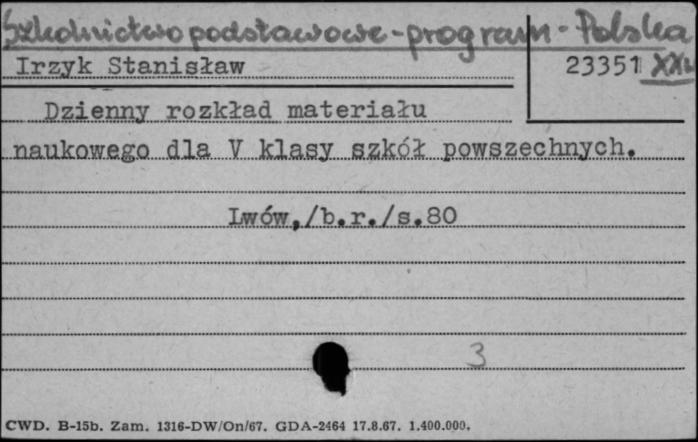 Szkolnictwo podstawowe - program - Polska
Irzyk Stanisław
23351 XXL
Dzienny rozkład materiału
naukowego dla V klasy szkół powszechnych.
Lwów,/b.r./s.80
3
CWD. B-15b. Zam. 1316-DW/On/67. GDA-2464 17.8.67. 1.400.000.